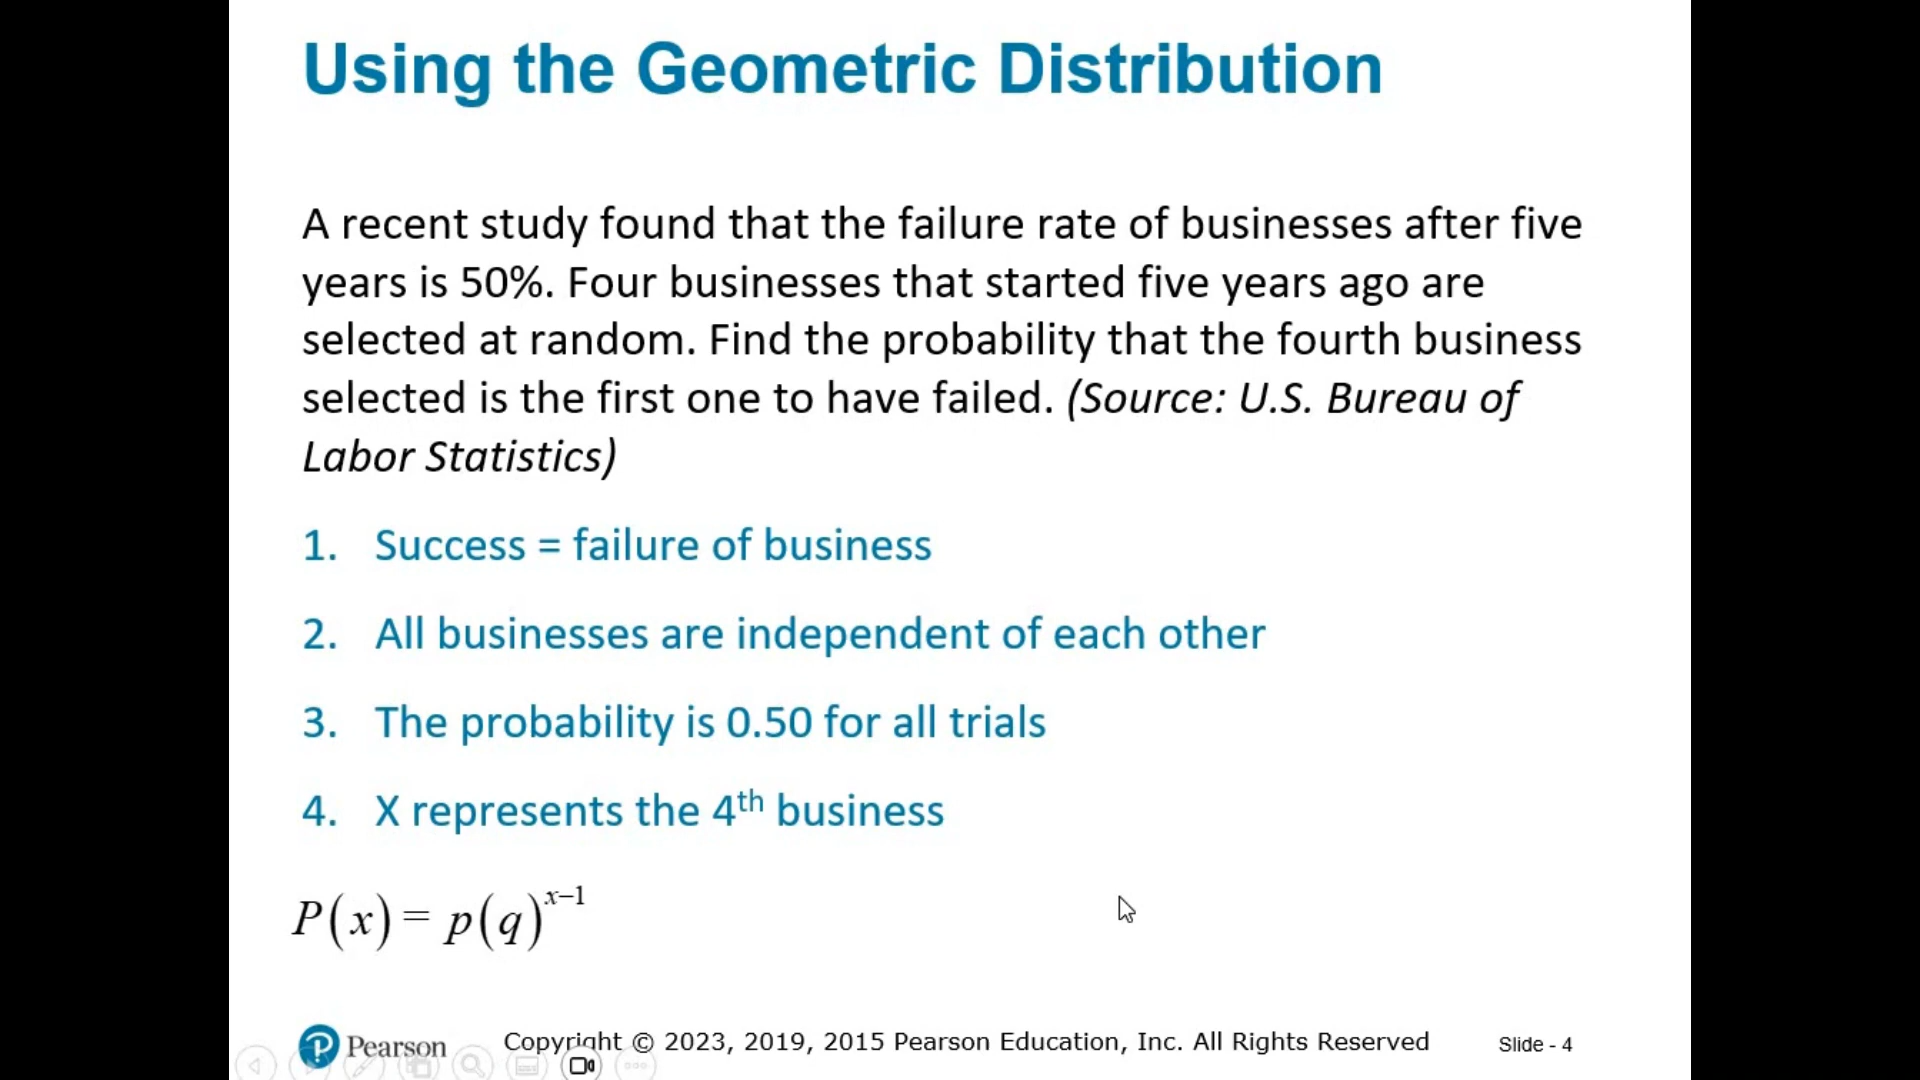 Using the Geometric Distribution
A recent study found that the failure rate of businesses after five
years is 50%. Four businesses that started five years ago are
selected at random. Find the probability that the fourth business
selected is the first one to have failed. (Source: U.S. Bureau of
Labor Statistics)
1. Success = failure of business
2. All businesses are independent of each other
3. The probability is 0.50 for all trials
4. X represents the 4th business
P(x) = p(q)^{x−1}
Pearson
Copyright © 2023, 2019, 2015 Pearson Education, Inc. All Rights Reserved
Slide - 4